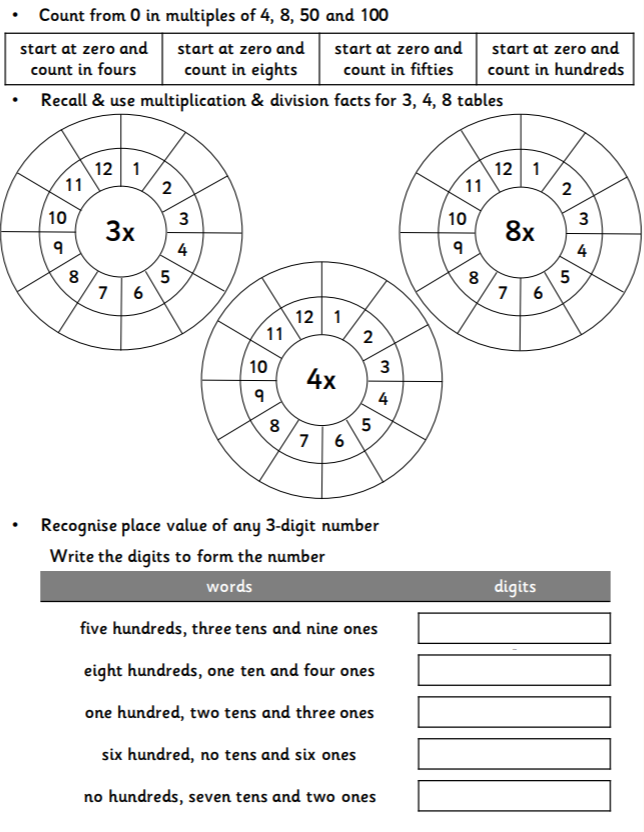 • Count from 0 in multiples of 4, 8, 50 and 100
start at zero and count in fours
start at zero and count in eights
start at zero and count in fifties
start at zero and count in hundreds
• Recall & use multiplication & division facts for 3, 4, 8 tables
3x
1
2
3
4
5
6
7
8
9
10
11
12
8x
1
2
3
4
5
6
7
8
9
10
11
12
4x
1
2
3
4
5
6
7
8
9
10
11
12
• Recognise place value of any 3-digit number
Write the digits to form the number
words digits
five hundreds, three tens and nine ones
eight hundreds, one ten and four ones
one hundred, two tens and three ones
six hundred, no tens and six ones
no hundreds, seven tens and two ones